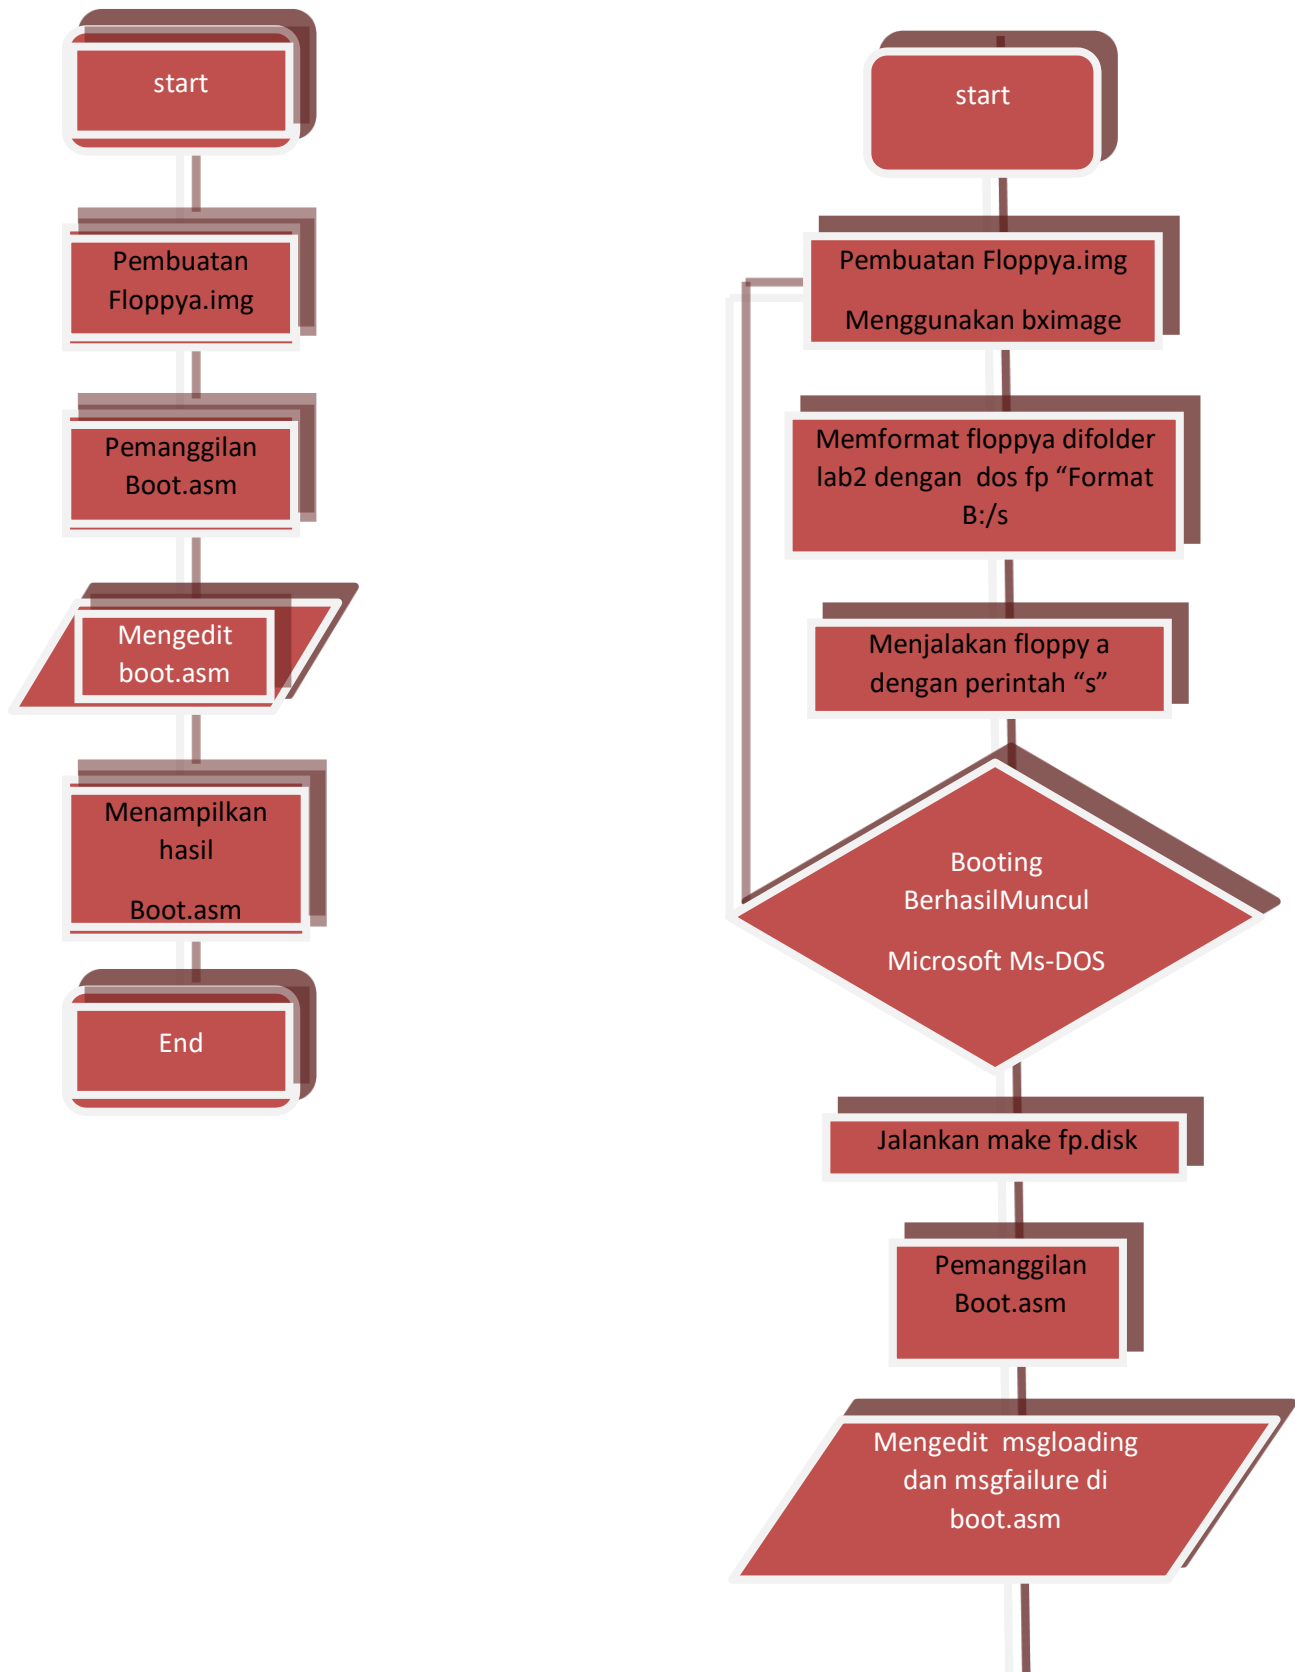 start
Pembuatan
Floppya.img
Pemanggilan
Boot.asm
Mengedit
boot.asm
Menampilkan
hasil
Boot.asm
End
start
Pembuatan Floppya.img
Menggunakan bximage
Memformat floppya difolder
lab2 dengan  dos fp “Format
B:/s
Menjalakan floppy a
dengan perintah “s”
Booting
BerhasilMuncul
Microsoft Ms-DOS
Jalankan make fp.disk
Pemanggilan
Boot.asm
Mengedit  msgloading
dan msgfailure di
boot.asm